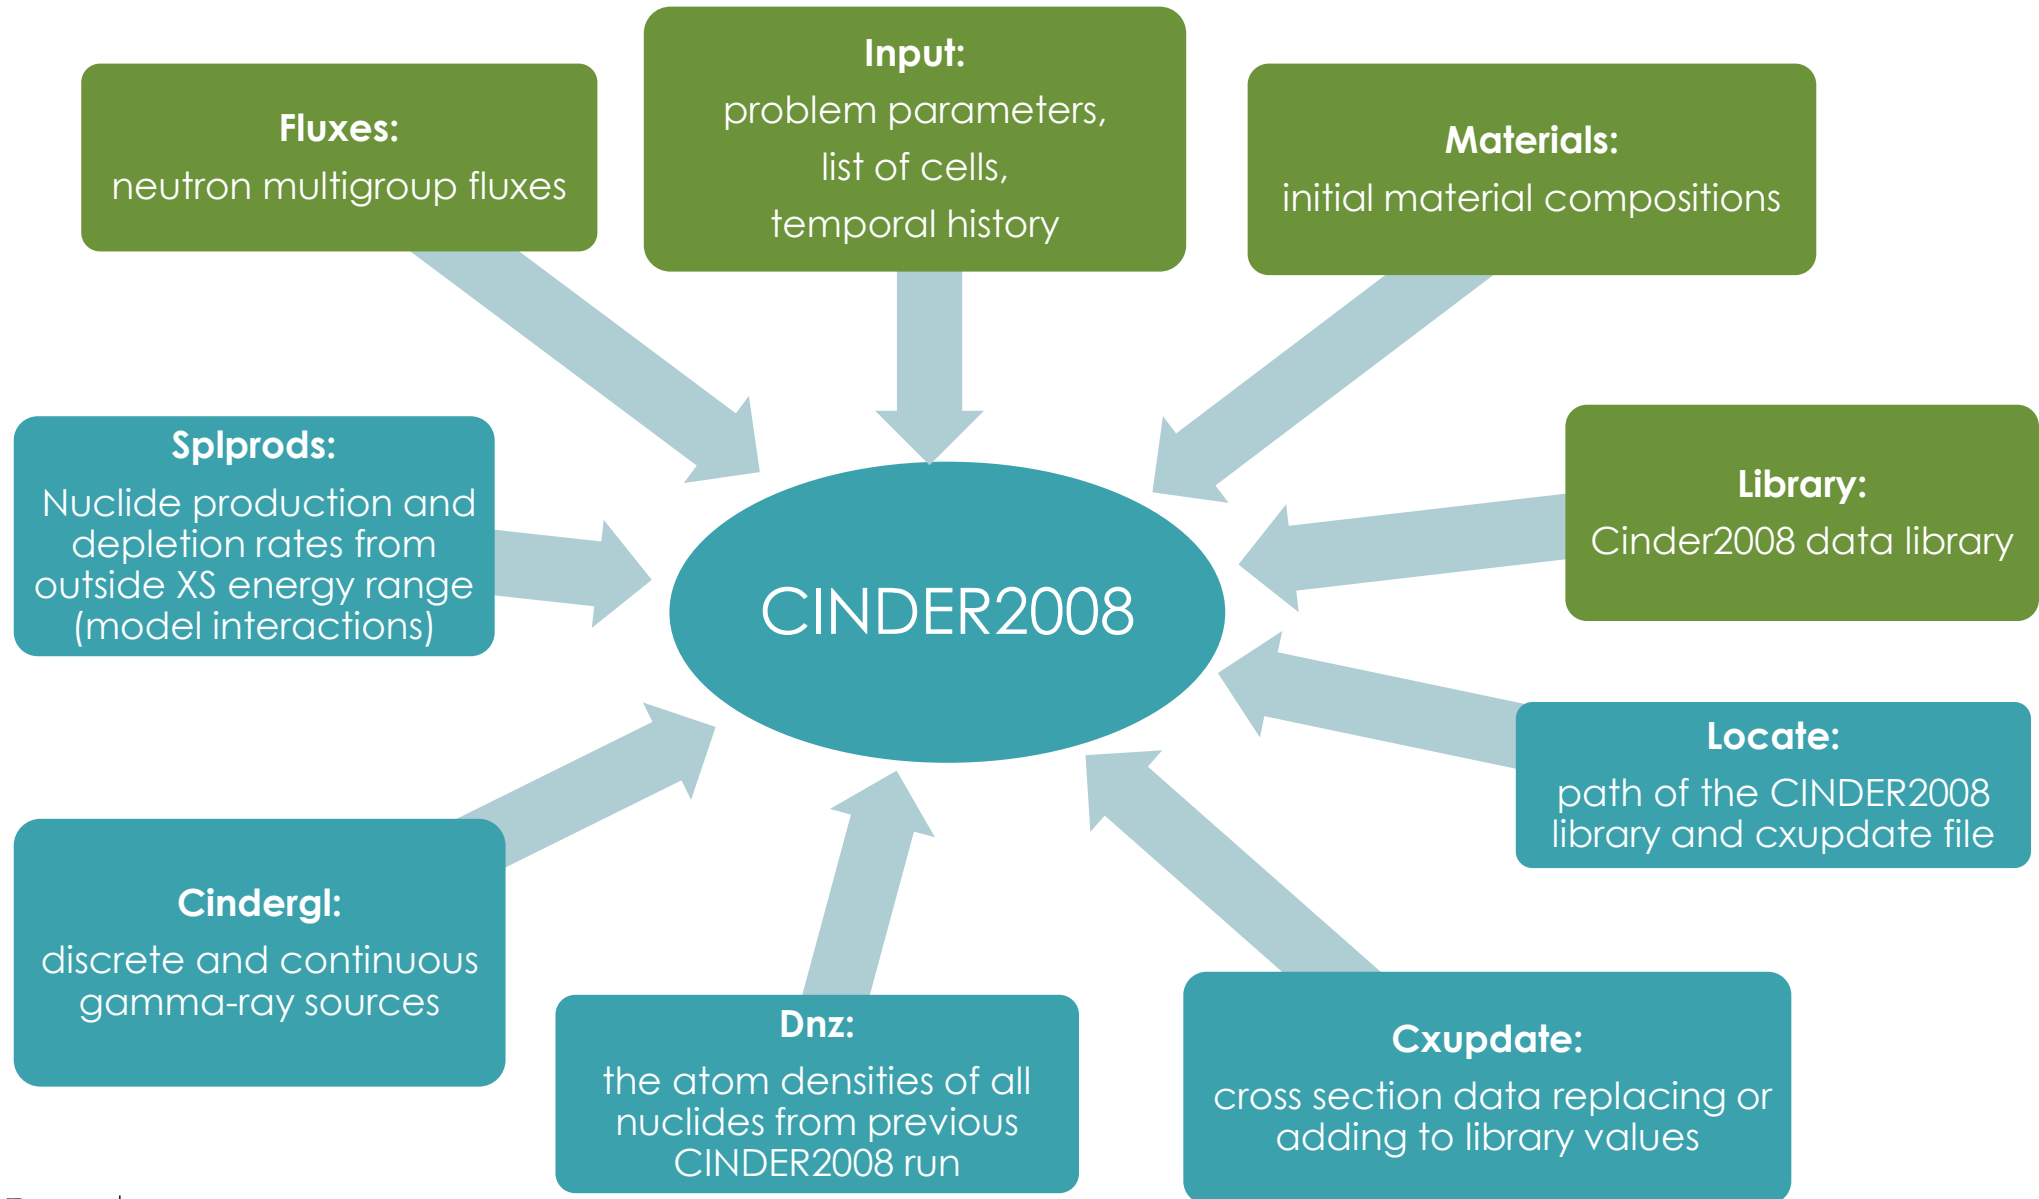 Input:
problem parameters,
list of cells,
temporal history
Fluxes:
neutron multigroup fluxes
Materials:
initial material compositions
Splprods:
Nuclide production and
depletion rates from
outside XS energy range
(model interactions)
Library:
Cinder2008 data library
CINDER2008
Locate:
path of the CINDER2008
library and cxupdate file
Cindergl:
discrete and continuous
gamma-ray sources
Dnz:
the atom densities of all
nuclides from previous
CINDER2008 run
Cxupdate:
cross section data replacing or
adding to library values